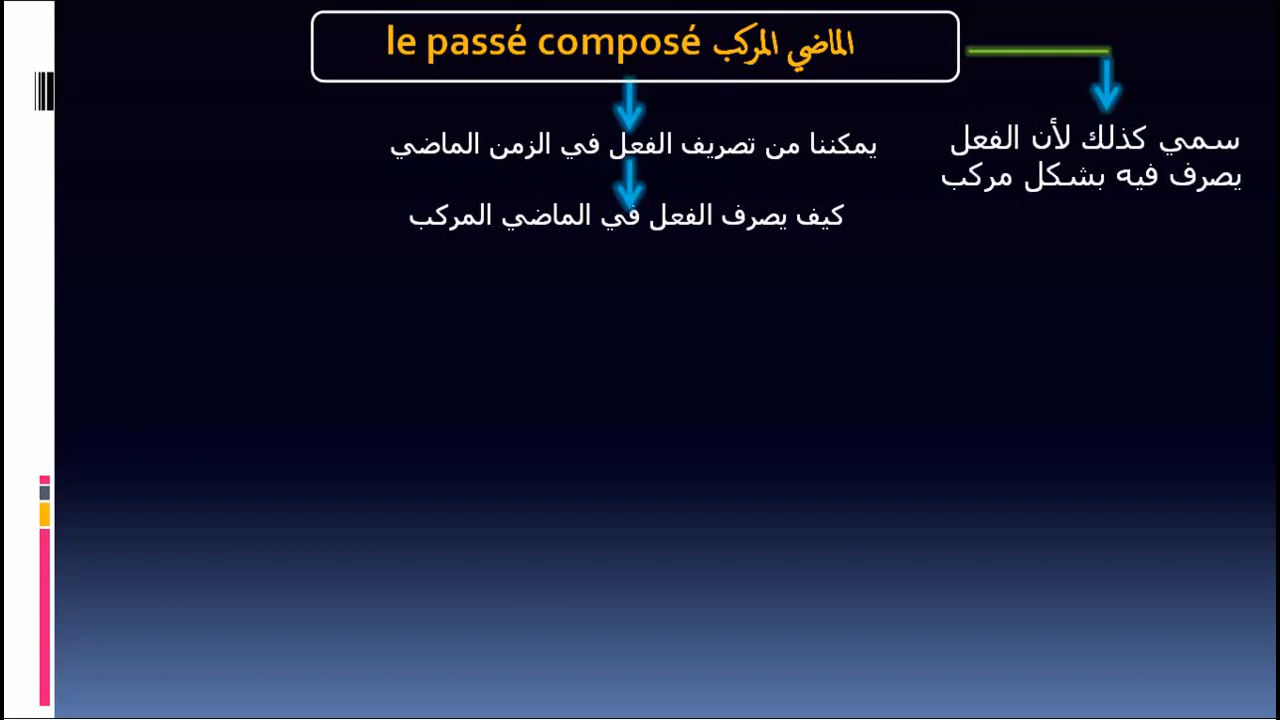 الماضي المركب le passé composé
سمي كذلك لأن الفعل
يصرف فيه بشكل مركب
يمكننا من تصريف الفعل في الزمن الماضي
كيف يصرف الفعل في الماضي المركب